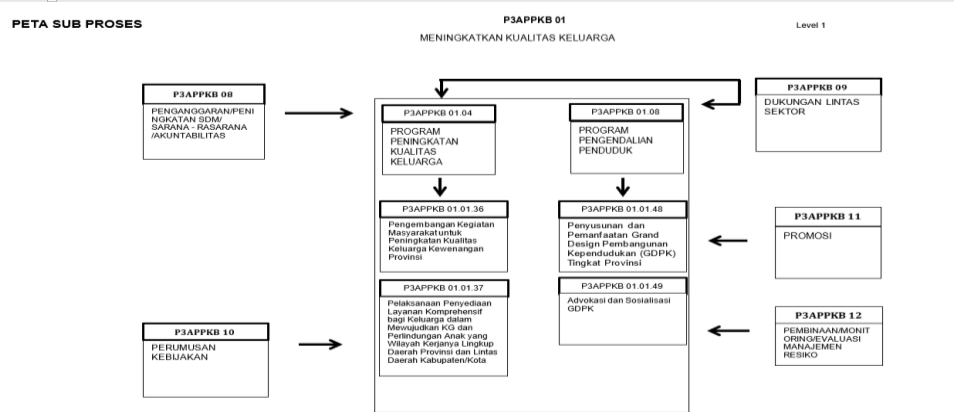 PETA SUB PROSES
P3APPKB 01
Level 1
MENINGKATKAN KUALITAS KELUARGA
P3APPKB 08
PENGANGGARAN/PENI
NGKATAN SDM/
SARANA - RASARANA
/AKUNTABILITAS
P3APPKB 01.04
PROGRAM
PENINGKATAN
KUALITAS
KELUARGA
P3APPKB 01.08
PROGRAM
PENGENDALIAN
PENDUDUK
P3APPKB 09
DUKUNGAN LINTAS
SEKTOR
P3APPKB 01.01.36
Pengembangan Kegiatan
Masyarakatuntuk
Peningkatan Kualitas
Keluarga Kewenangan
Provinsi
P3APPKB 01.01.48
Penyusunan dan
Pemanfaatan Grand
Design Pembangunan
Kependudukan (GDPK)
Tingkat Provinsi
P3APPKB 11
PROMOSI
P3APPKB 01.01.37
Pelaksanaan Penyediaan
Layanan Komprehensif
bagi Keluarga dalam
Mewujudkan KG dan
Perlindungan Anak yang
Wilayah Kerjanya Lingkup
Daerah Provinsi dan Lintas
Daerah Kabupaten/Kota
P3APPKB 01.01.49
Advokasi dan Sosialisasi
GDPK
P3APPKB 10
PERUMUSAN
KEBIJAKAN
P3APPKB 12
PEMBINAAN/MONIT
ORING/EVALUASI
MANAJEMEN
RESIKO